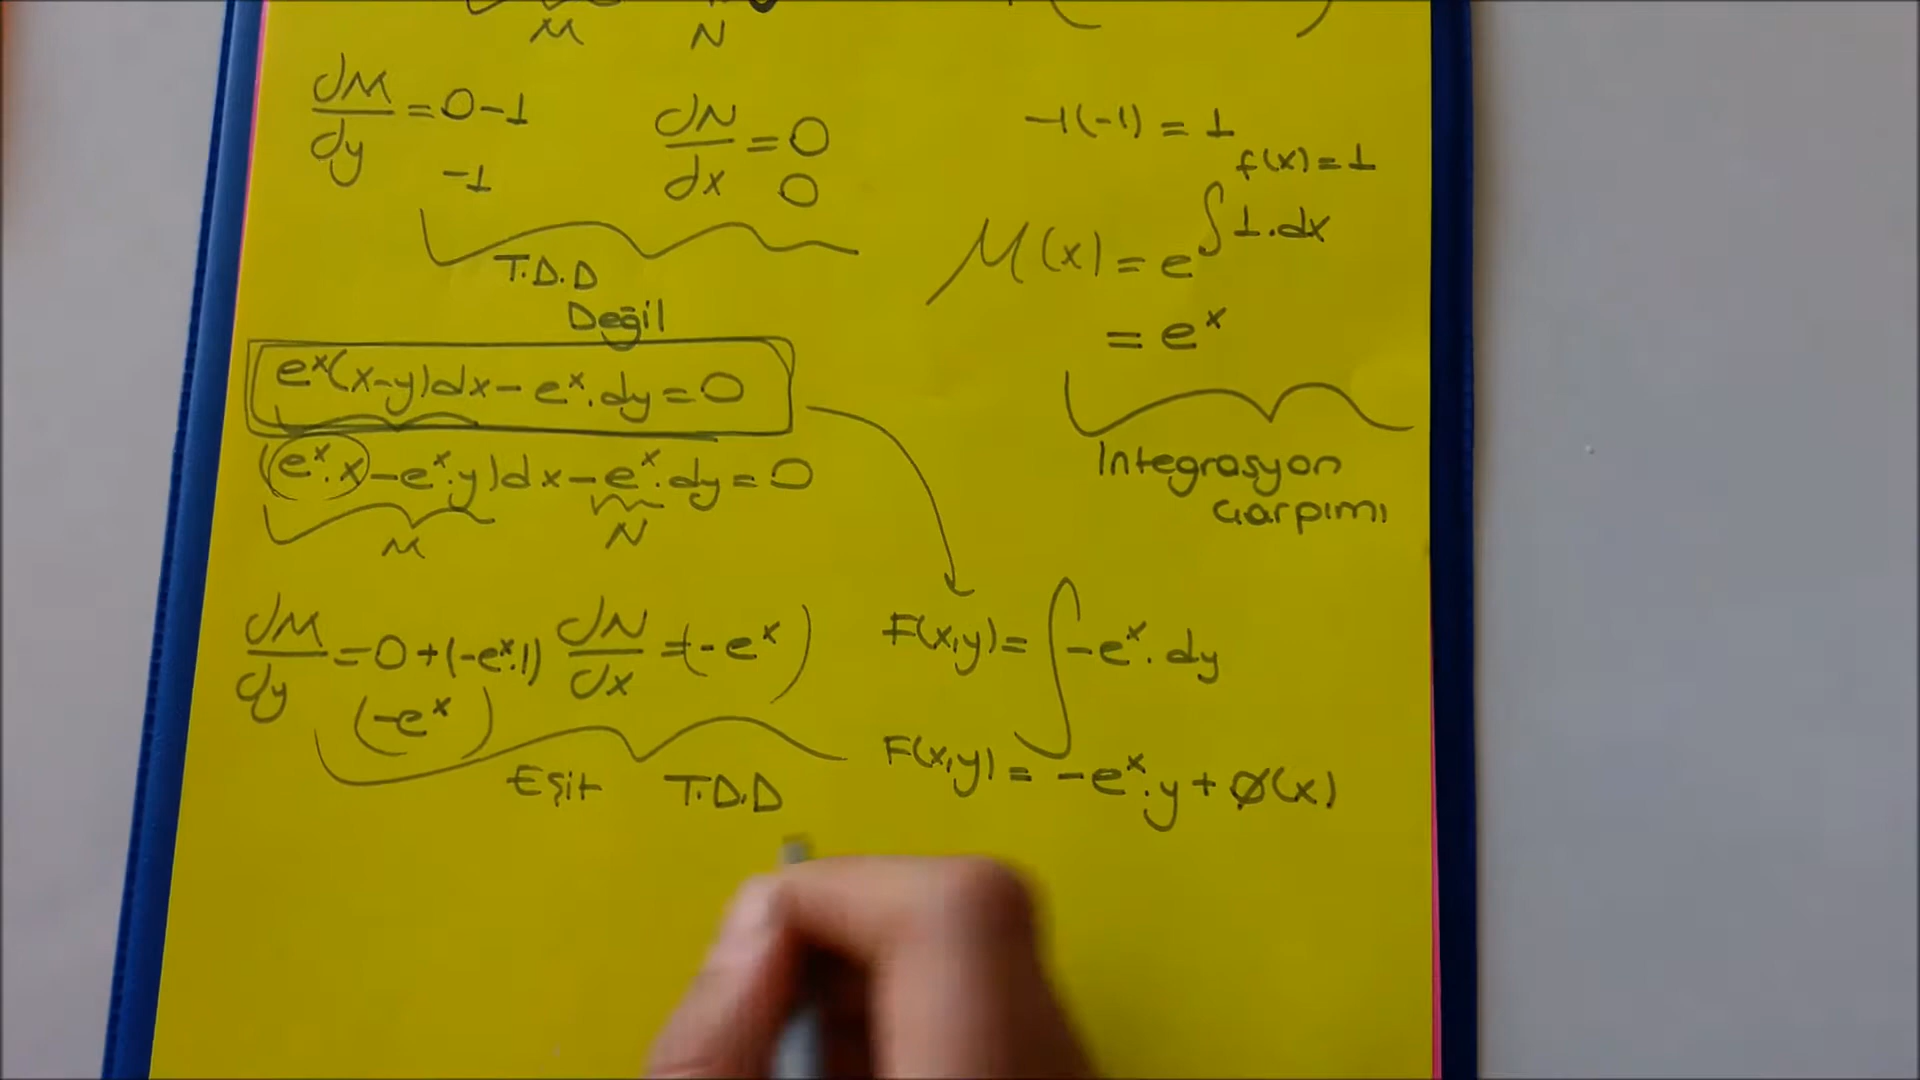 M N
dM/dy = 0-1
-1
dN/dx = 0
0
T.D.D
Değil
e^x(x-y)dx - e^x.dy = 0
(e^x.x - e^x.y)dx - e^x.dy = 0
M N
dM/dy = 0+(-e^x.1) dN/dx = (-e^x)
(-e^x)
Eşit T.D.D
-1(-1) = 1
f(x) = 1
M(x) = e^∫1.dx
= e^x
Integrasyon
Çarpımı
F(x,y) = ∫-e^x.dy
F(x,y) = -e^x.y + Ø(x)